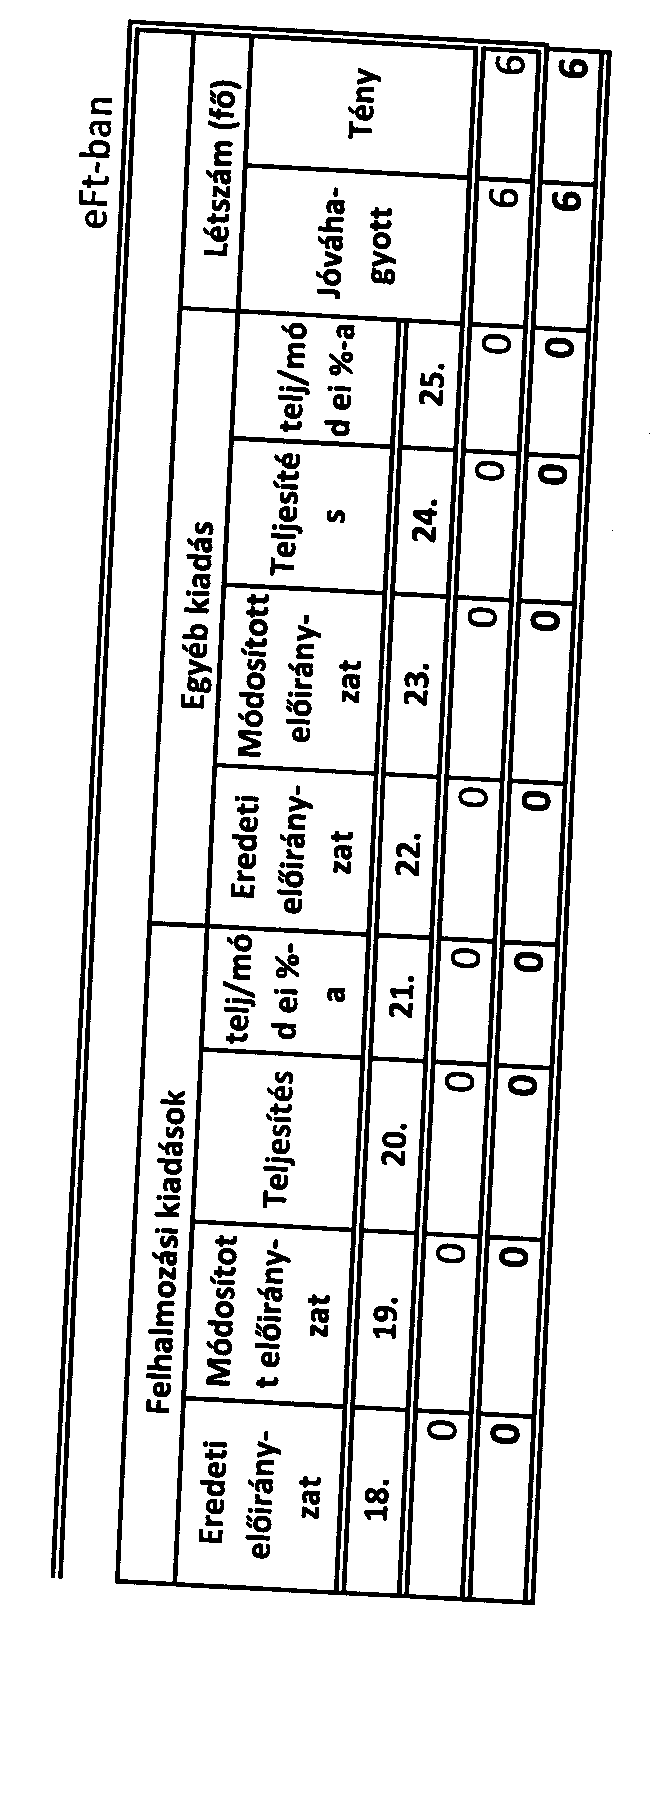 eFt-ban
Felhalmozási kiadások Egyéb kiadás Létszám (fő)
Eredeti előirány-zat Módosítot t előirány-zat Teljesítés telj/mó d ei %-a Eredeti előirány-zat Módosított előirány-zat Teljesíté s telj/mó d ei %-a Jóváha-gyott Tény
18. 19. 20. 21. 22. 23. 24. 25.
0 0 0 0 0 0 0 0 6 6
0 0 0 0 0 0 0 0 6 6